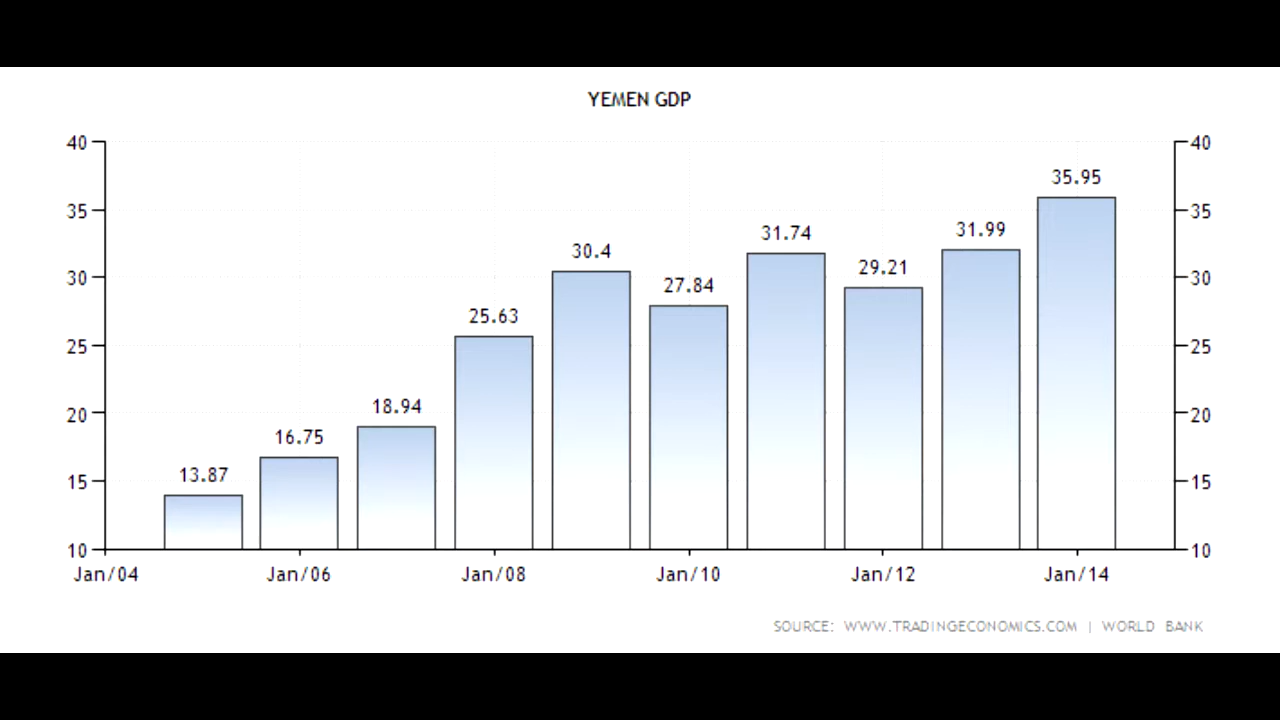 YEMEN GDP
40 40
35.95
35 35
31.74 31.99
30.4
30 29.21 30
27.84
25.63
25 25
20 20
18.94
16.75
15 13.87 15
10 10
Jan/04 Jan/06 Jan/08 Jan/10 Jan/12 Jan/14
SOURCE: WWW.TRADINGECONOMICS.COM | WORLD BANK